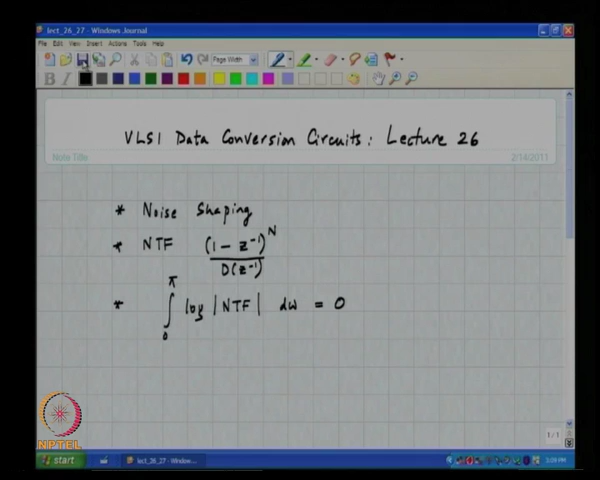 lect_26_27 - Windows Journal
File Edit View Insert Actions Tools Help
Page Width
VLSI Data Conversion Circuits: Lecture 26
Note Title
2/14/2011
* Noise Shaping
* NTF (1 - z^-1)^N / D(z^-1)
* ∫_0^π log |NTF| dω = 0
1 / 1
NPTEL
start
lect_26_27 - Window...